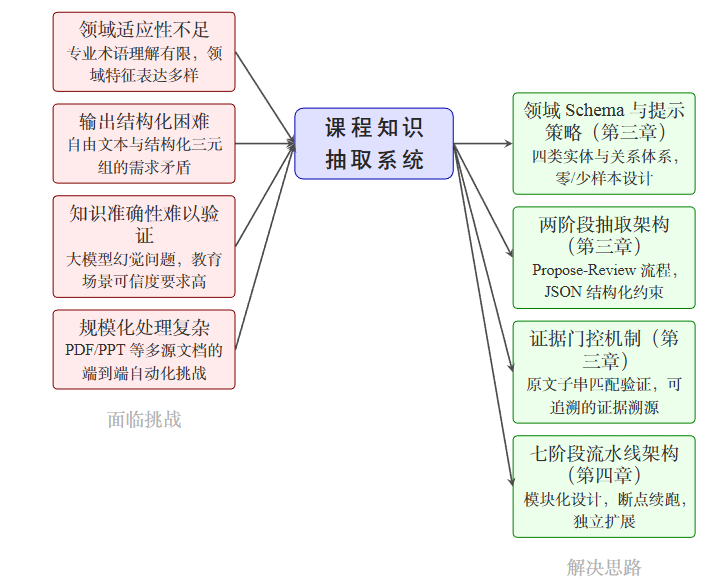 领域适应性不足
专业术语理解有限，领
域特征表达多样
输出结构化困难
自由文本与结构化三元
组的需求矛盾
知识准确性难以验
证
大模型幻觉问题，教育
场景可信度要求高
规模化处理复杂
PDF/PPT 等多源文档的
端到端自动化挑战
面临挑战
课程知识
抽取系统
领域 Schema 与提示
策略（第三章）
四类实体与关系体系，
零/少样本设计
两阶段抽取架构
（第三章）
Propose-Review 流程，
JSON 结构化约束
证据门控机制（第
三章）
原文子串匹配验证，可
追溯的证据溯源
七阶段流水线架构
（第四章）
模块化设计，断点续跑，
独立扩展
解决思路